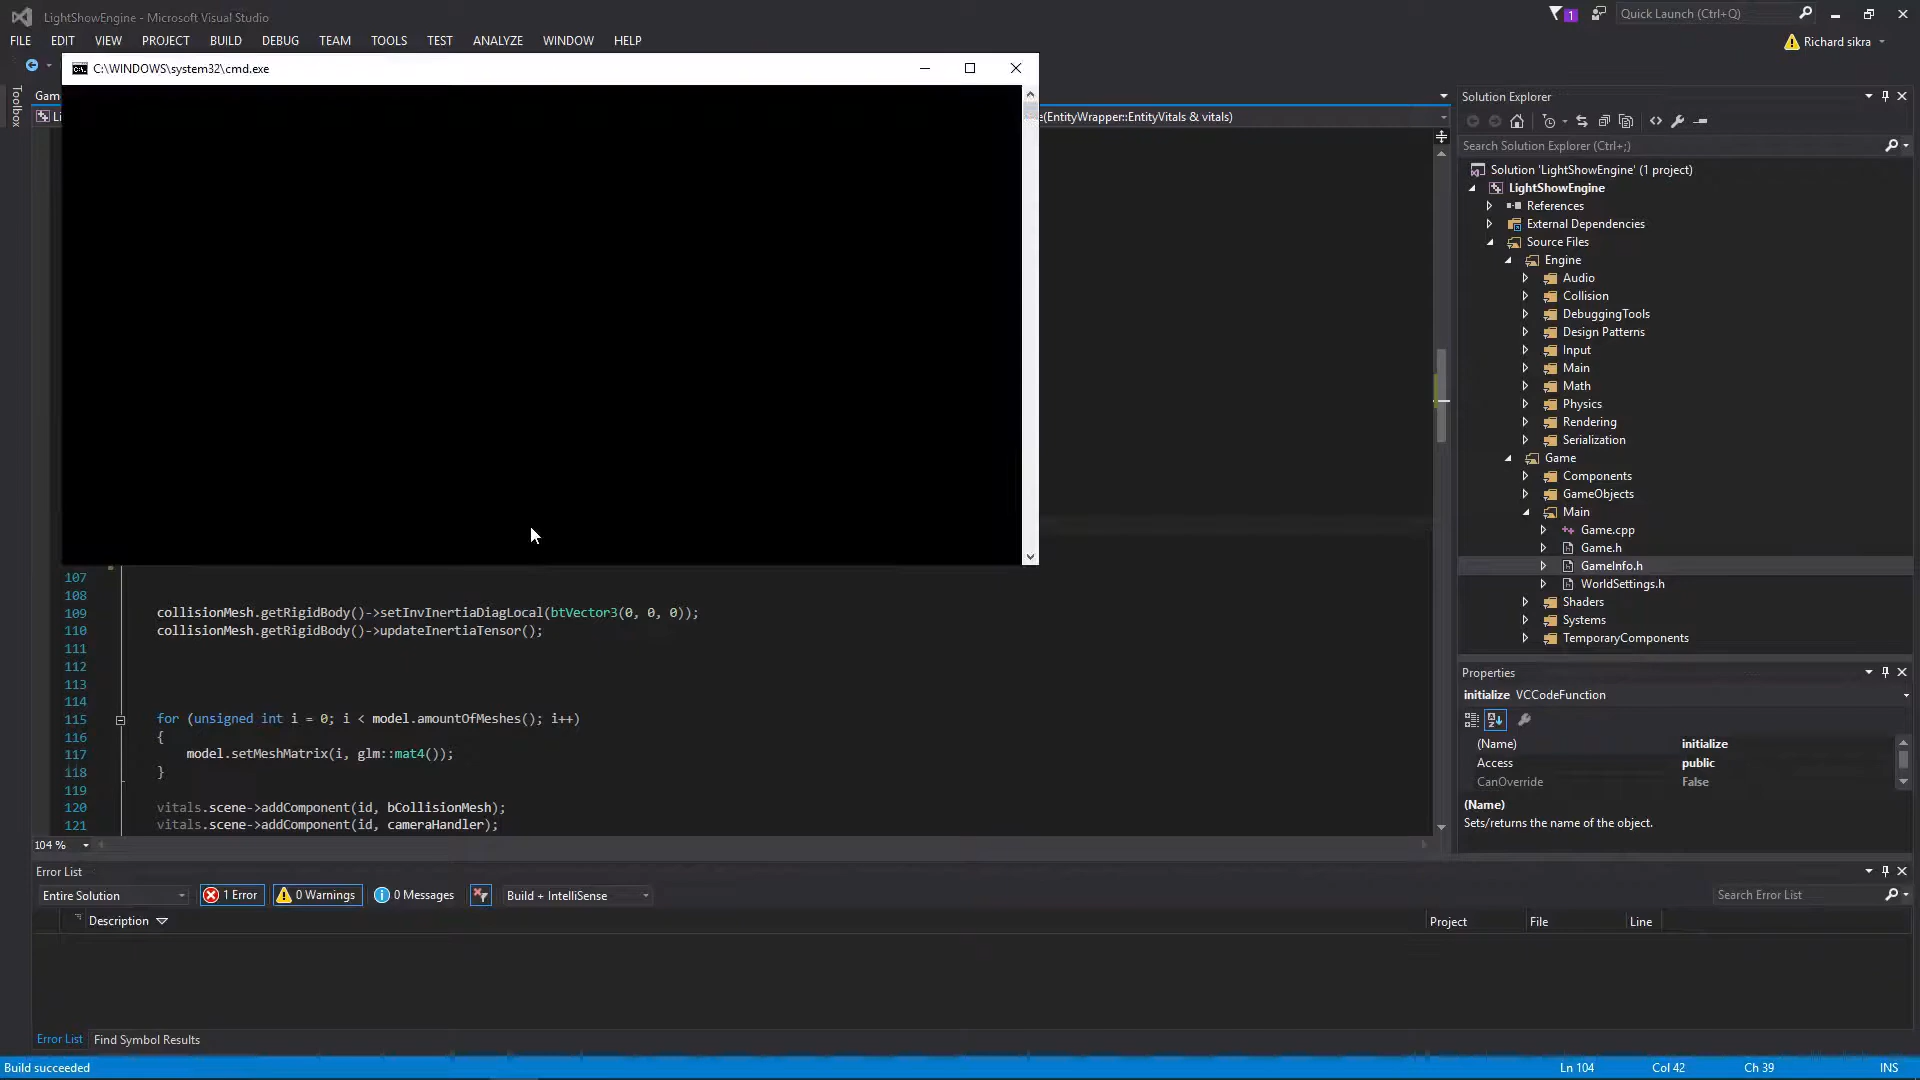 LightShowEngine - Microsoft Visual Studio
1
Quick Launch (Ctrl+Q)
FILE EDIT VIEW PROJECT BUILD DEBUG TEAM TOOLS TEST ANALYZE WINDOW HELP
Richard sikra
C:\WINDOWS\system32\cmd.exe
Toolbox
Gam
Li
e(EntityWrapper::EntityVitals & vitals)
107
108
109 collisionMesh.getRigidBody()->setInvInertiaDiagLocal(btVector3(0, 0, 0));
110 collisionMesh.getRigidBody()->updateInertiaTensor();
111
112
113
114
115 for (unsigned int i = 0; i < model.amountOfMeshes(); i++)
116 {
117 model.setMeshMatrix(i, glm::mat4());
118 }
119
120 vitals.scene->addComponent(id, bCollisionMesh);
121 vitals.scene->addComponent(id, cameraHandler);
104 %
Solution Explorer
Search Solution Explorer (Ctrl+;)
Solution 'LightShowEngine' (1 project)
LightShowEngine
References
External Dependencies
Source Files
Engine
Audio
Collision
DebuggingTools
Design Patterns
Input
Main
Math
Physics
Rendering
Serialization
Game
Components
GameObjects
Main
Game.cpp
Game.h
GameInfo.h
WorldSettings.h
Shaders
Systems
TemporaryComponents
Properties
initialize VCCodeFunction
(Name) initialize
Access public
CanOverride False
(Name)
Sets/returns the name of the object.
Error List
Entire Solution 1 Error 0 Warnings 0 Messages Build + IntelliSense Search Error List
Description Project File Line
Error List Find Symbol Results
Build succeeded Ln 104 Col 42 Ch 39 INS